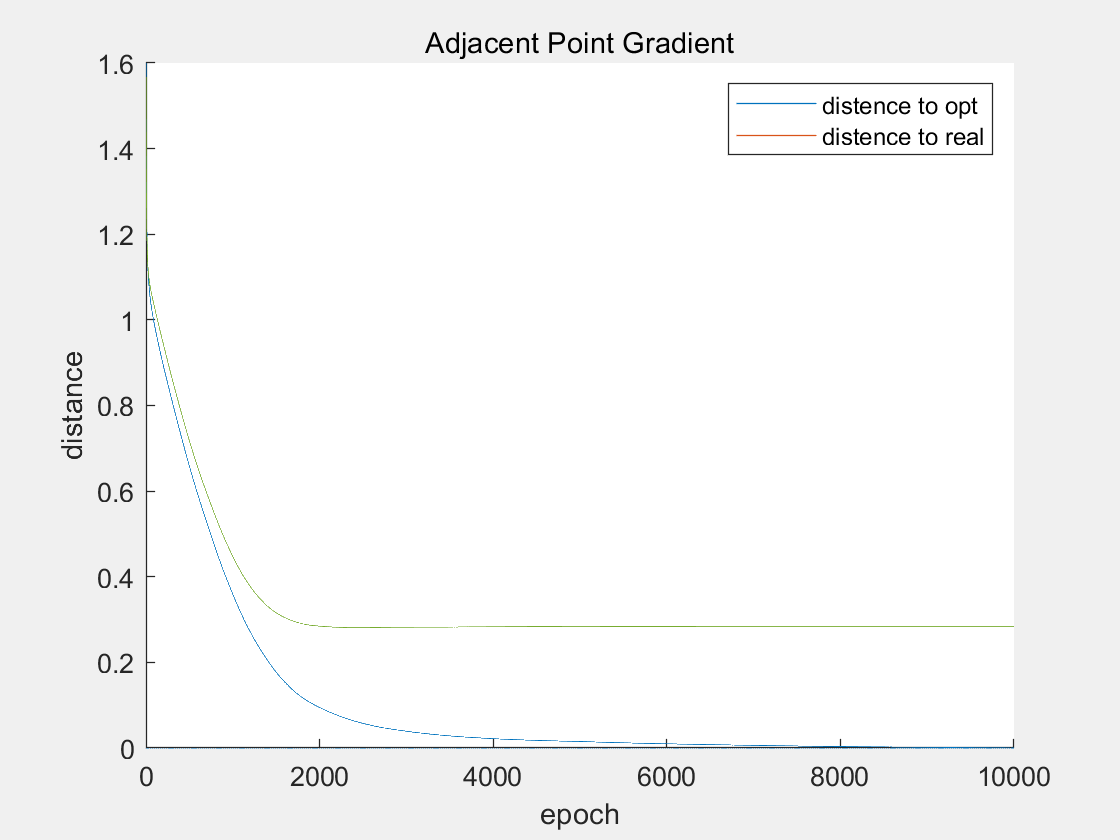 Adjacent Point Gradient
distence to opt
distence to real
1.6
1.4
1.2
1
0.8
0.6
0.4
0.2
0
distance
0 2000 4000 6000 8000 10000
epoch